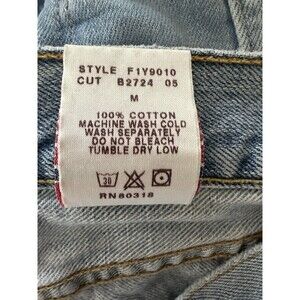 STYLE F1Y9010
CUT B2724 05
M
100% COTTON
MACHINE WASH COLD
WASH SEPARATELY
DO NOT BLEACH
TUMBLE DRY LOW
30
RN80318